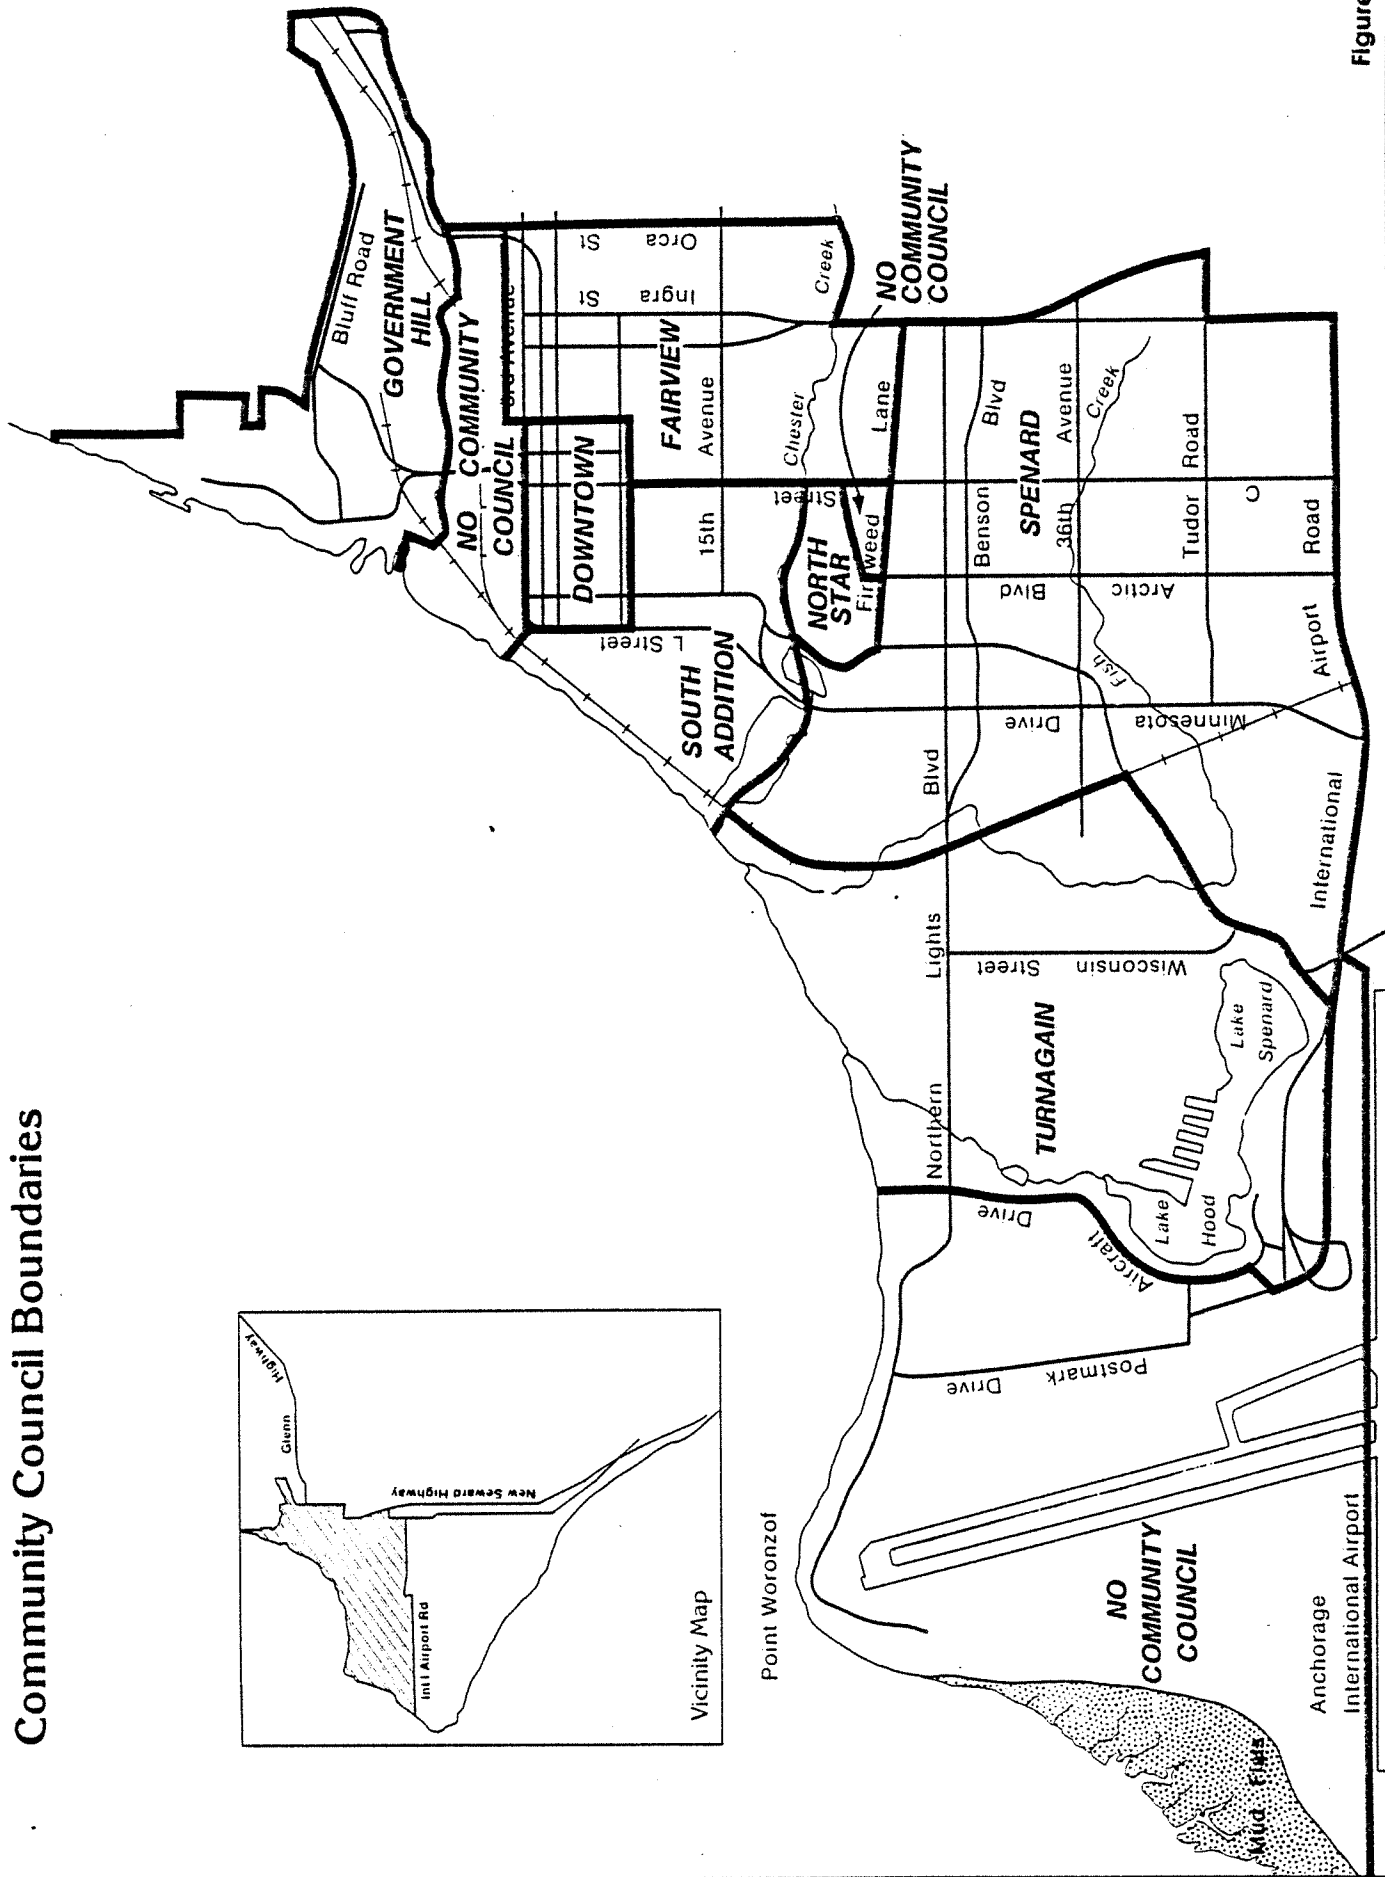 Community Council Boundaries
Figure
Highway
Glenn
New Seward Highway
Int'l Airport Rd
Vicinity Map
Bluff Road
GOVERNMENT
HILL
NO COMMUNITY
COUNCIL
3rd Avenue
DOWNTOWN
FAIRVIEW
Ingra St
Orca St
15th Avenue
L Street
SOUTH
ADDITION
Chester Creek
NORTH
STAR
Fireweed Lane
NO
COMMUNITY
COUNCIL
C Street
Northern Lights Blvd
Benson Blvd
SPENARD
36th Avenue
Arctic Blvd
Fish Creek
Minnesota Drive
Tudor Road
International Airport Road
Wisconsin Street
TURNAGAIN
Lake
Spenard
Lake
Hood
Aircraft Drive
Postmark Drive
Point Woronzof
NO
COMMUNITY
COUNCIL
Anchorage
International Airport
Mud Flats